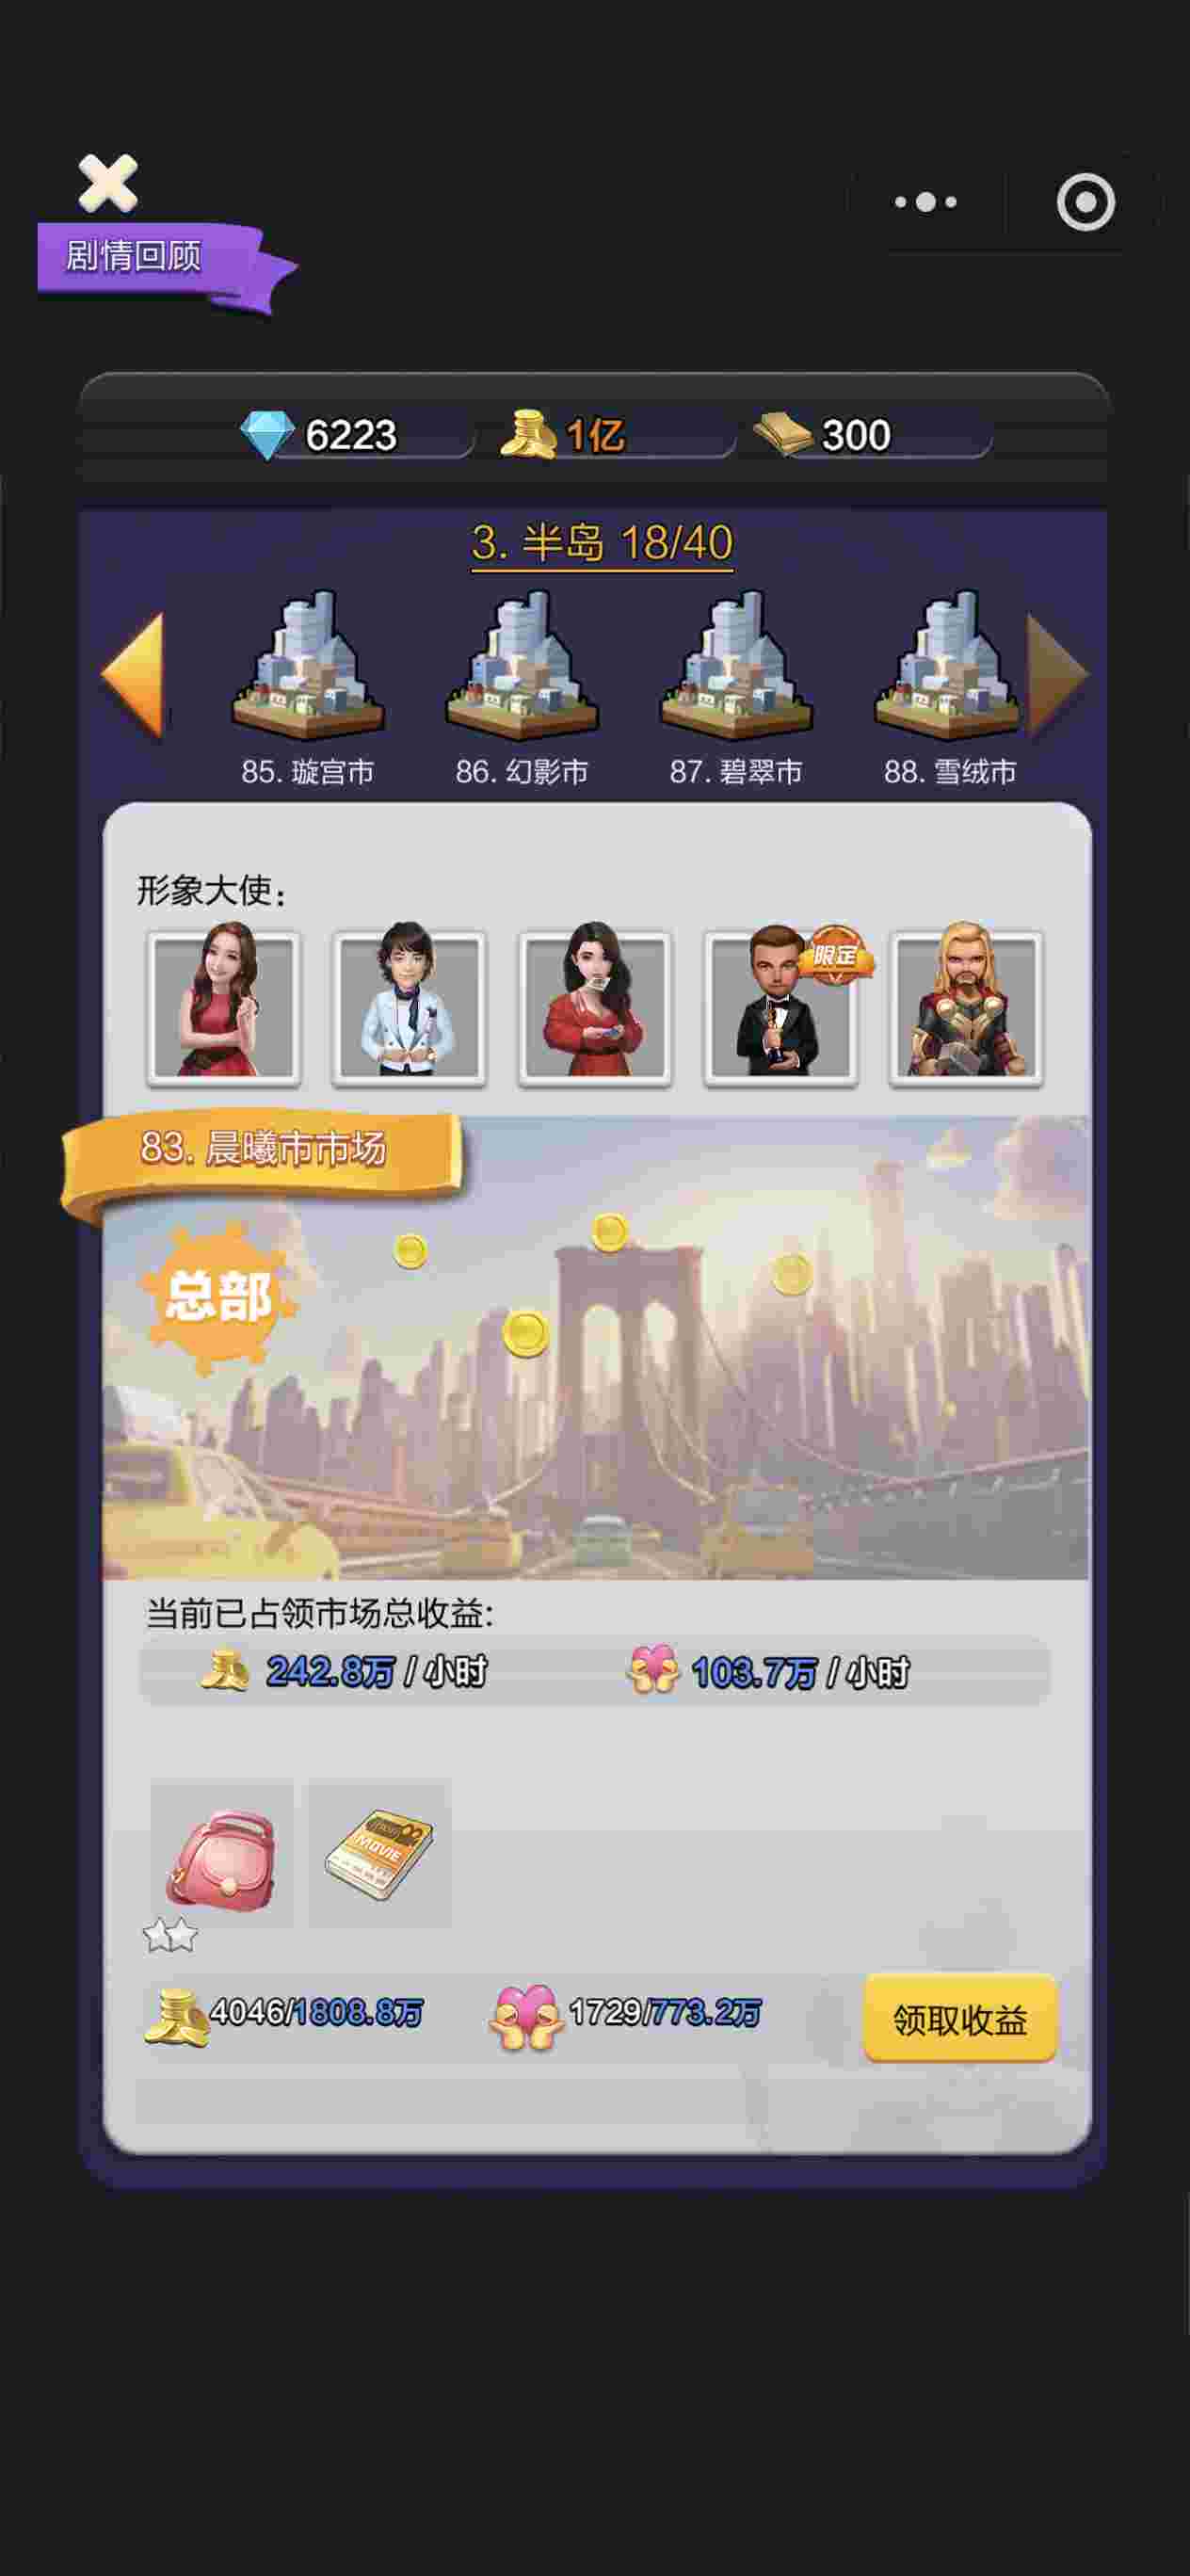 剧情回顾
6223
1亿
300
3. 半岛 18/40
85. 璇宫市
86. 幻影市
87. 碧翠市
88. 雪绒市
形象大使:
限定
83. 晨曦市市场
总部
当前已占领市场总收益:
242.8万 / 小时
103.7万 / 小时
MOVIE
4046/1808.8万
1729/773.2万
领取收益